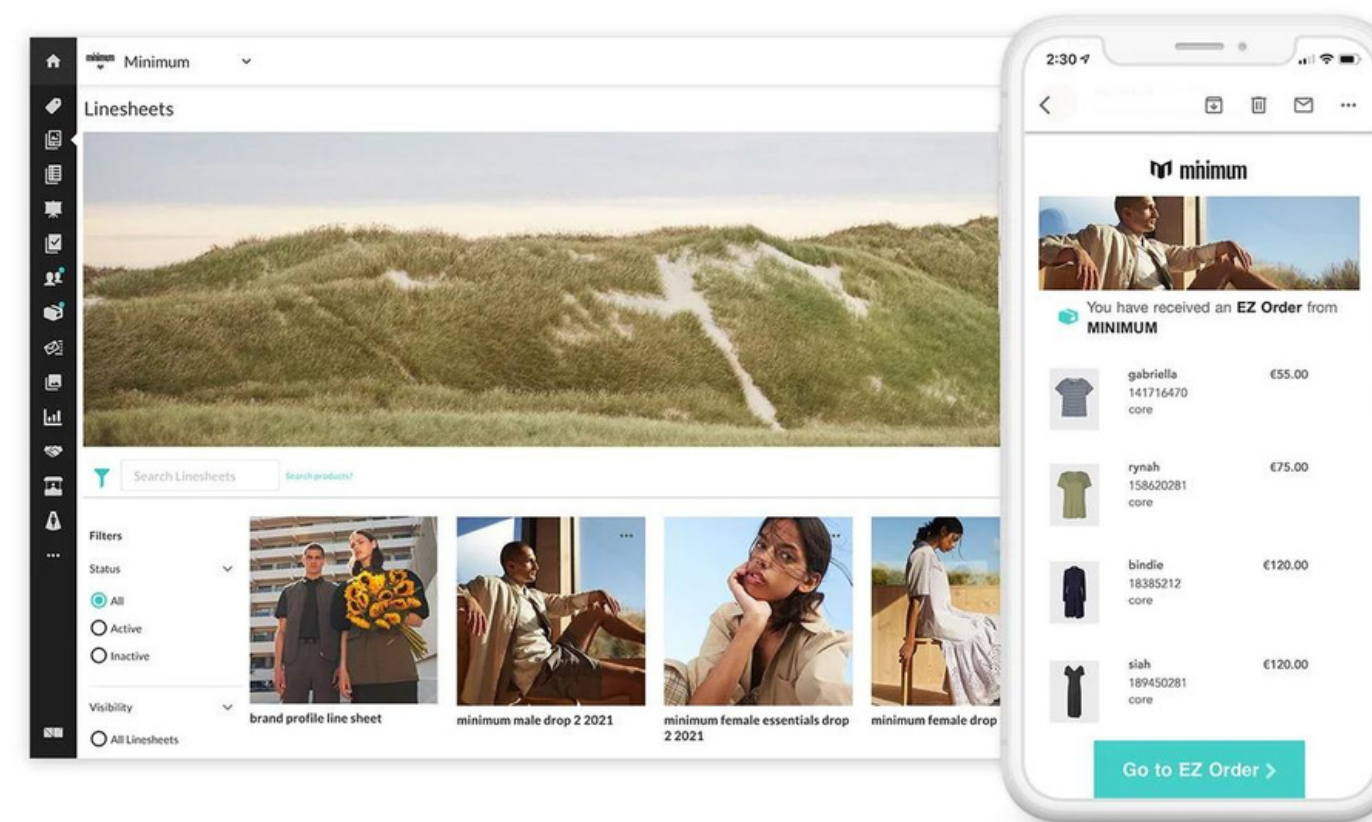 minimum
Minimum
Linesheets
Search Linesheets
Search products?
Filters
Status
All
Active
Inactive
Visibility
All Linesheets
brand profile line sheet
minimum male drop 2 2021
minimum female essentials drop
2 2021
minimum female drop
2:30
minimum
You have received an EZ Order from
MINIMUM
gabriella €55.00
141716470
core
rynah €75.00
158620281
core
bindie €120.00
18385212
core
siah €120.00
189450281
core
Go to EZ Order